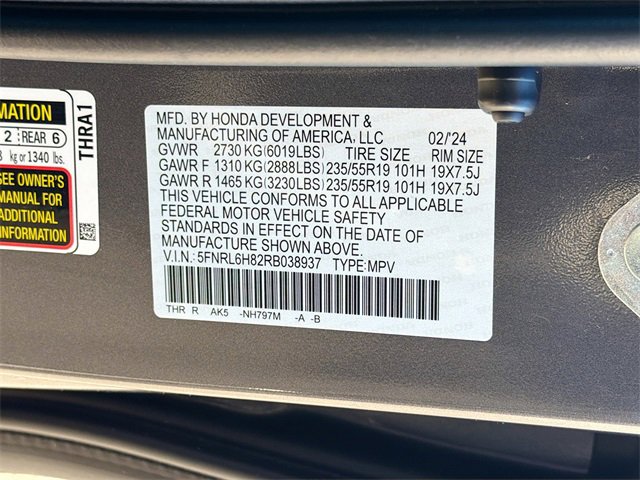 MATION
2 REAR 6
kg or 1340 lbs.
SEE OWNER'S
MANUAL FOR
ADDITIONAL
INFORMATION
THRA1
MFD. BY HONDA DEVELOPMENT &
MANUFACTURING OF AMERICA, LLC 02/'24
GVWR 2730 KG(6019LBS) TIRE SIZE RIM SIZE
GAWR F 1310 KG(2888LBS) 235/55R19 101H 19X7.5J
GAWR R 1465 KG(3230LBS) 235/55R19 101H 19X7.5J
THIS VEHICLE CONFORMS TO ALL APPLICABLE
FEDERAL MOTOR VEHICLE SAFETY
STANDARDS IN EFFECT ON THE DATE OF
MANUFACTURE SHOWN ABOVE.
V.I.N.: 5FNRL6H82RB038937 TYPE:MPV
THR R AK5 -NH797M -A -B